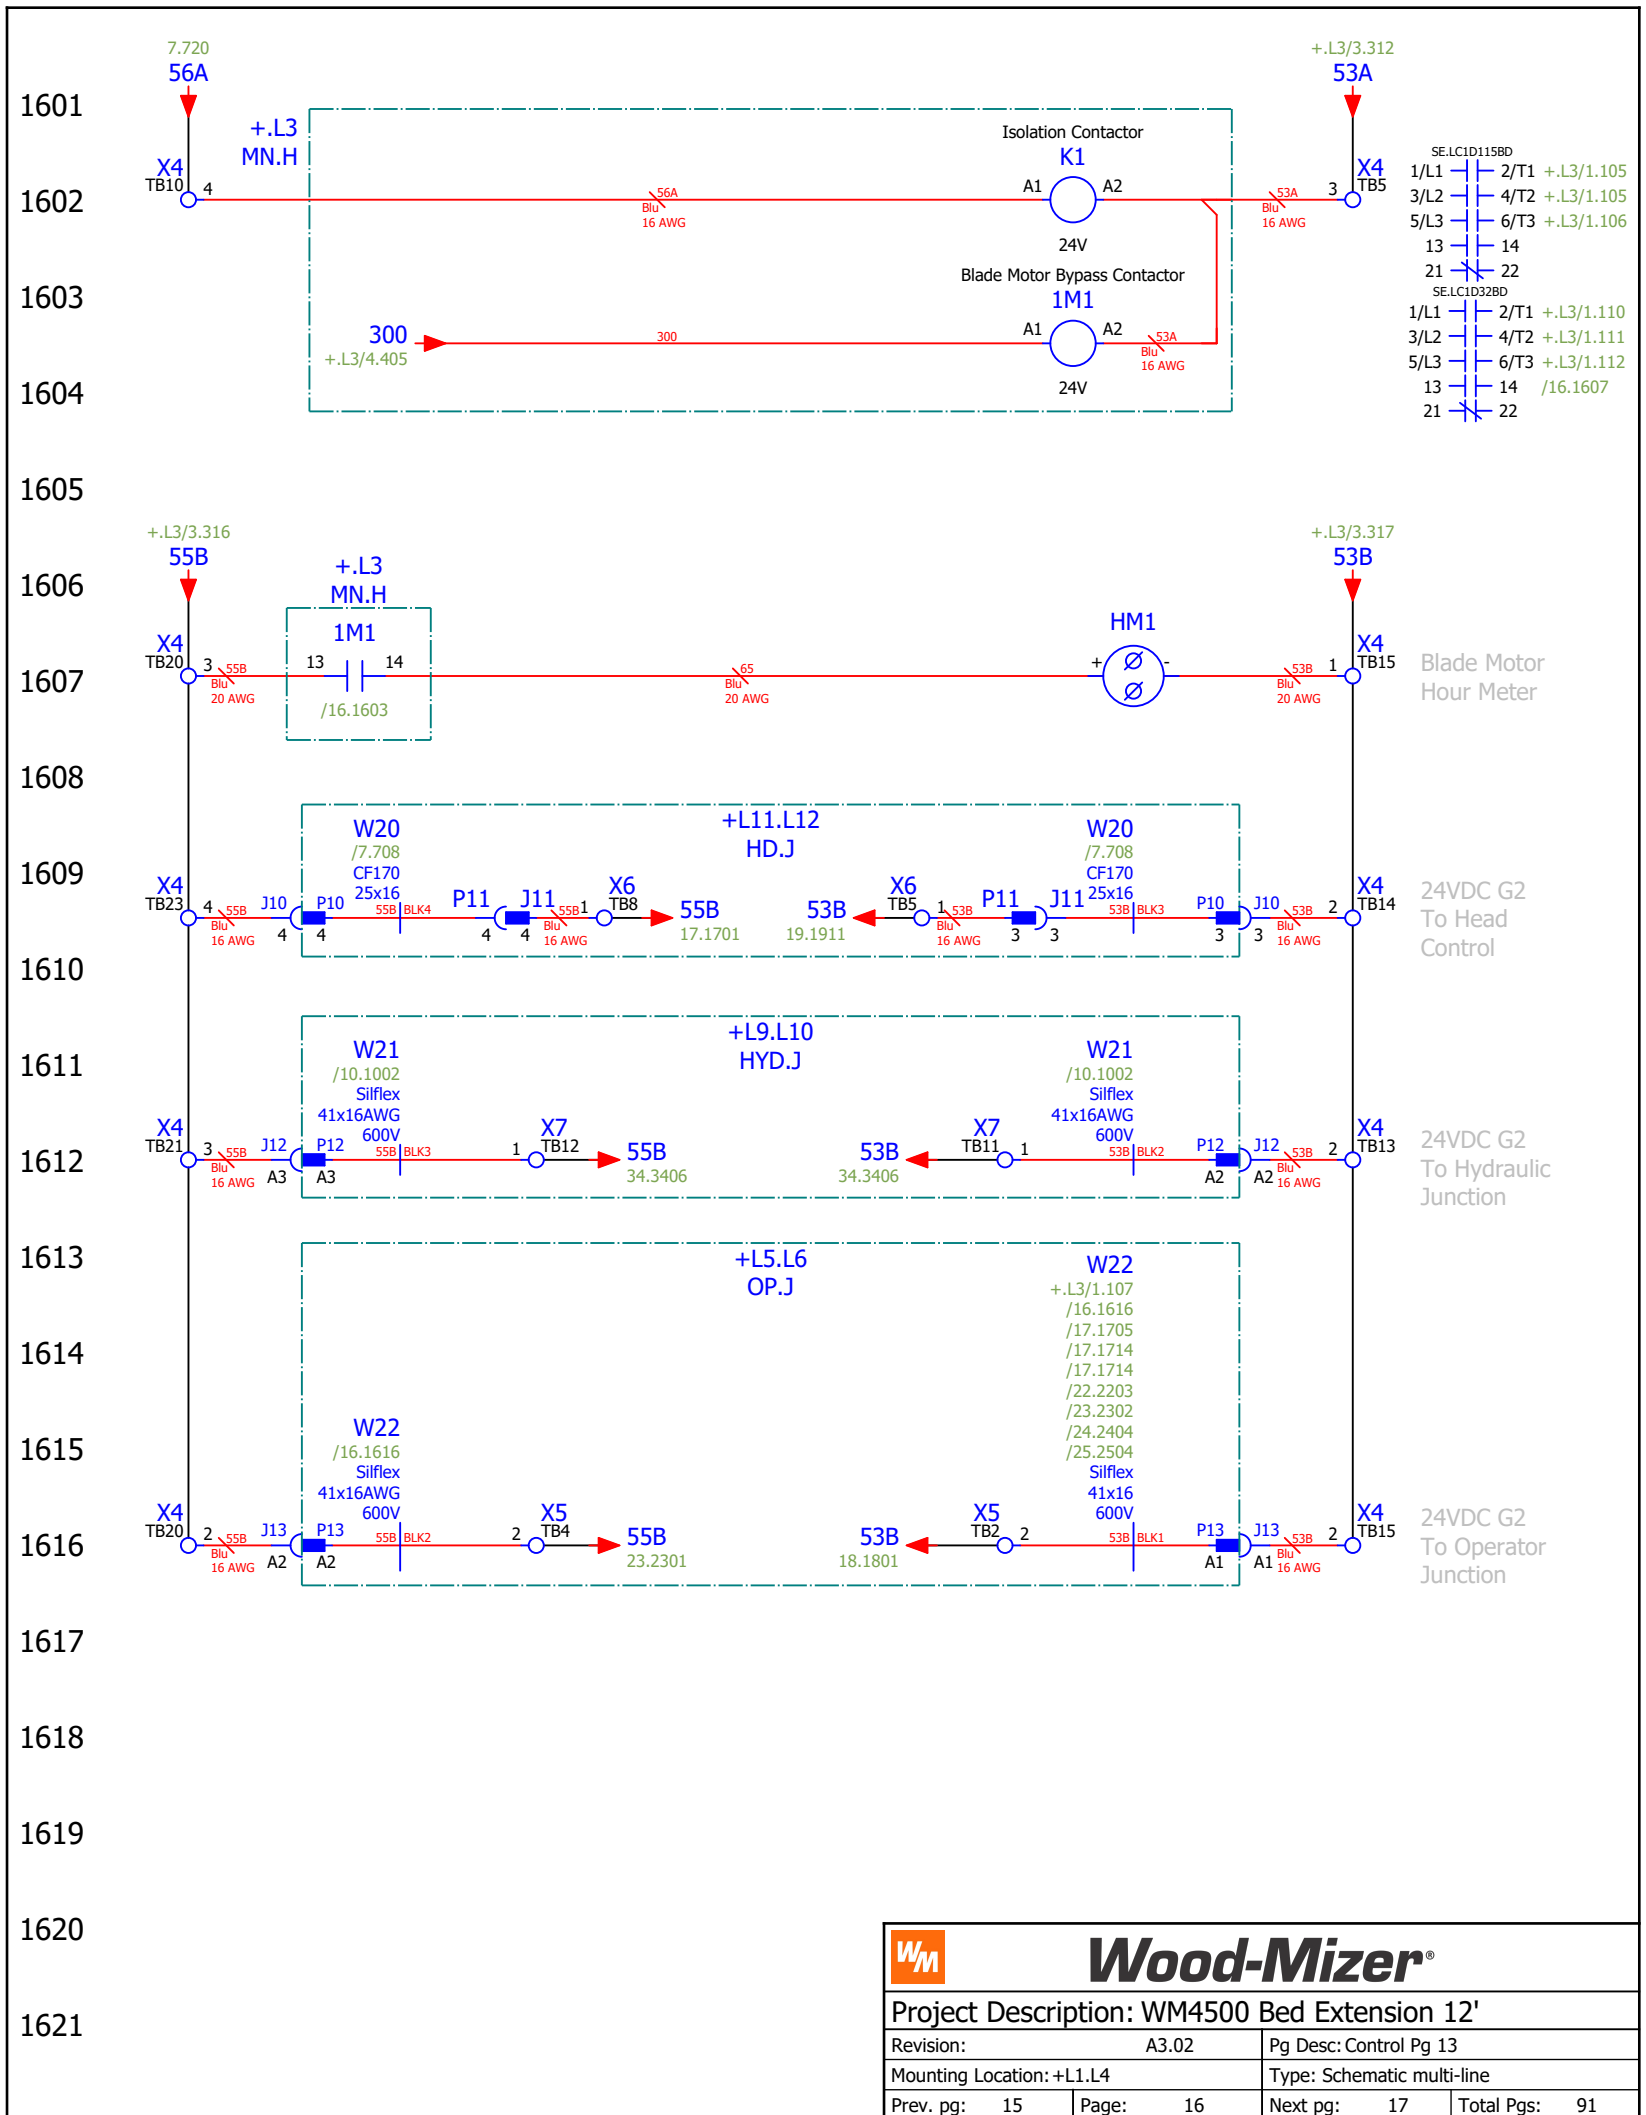 7.720
56A
+.L3/3.312
53A
1601
+.L3
MN.H
Isolation Contactor
K1
X4
TB10
4
A1
A2
56A
Blu
16 AWG
53A
Blu
16 AWG
3
X4
TB5
24V
1602
SE.LC1D115BD
1/L1 2/T1 +.L3/1.105
3/L2 4/T2 +.L3/1.105
5/L3 6/T3 +.L3/1.106
13 14
21 22
SE.LC1D32BD
1/L1 2/T1 +.L3/1.110
3/L2 4/T2 +.L3/1.111
5/L3 6/T3 +.L3/1.112
13 14 /16.1607
21 22
1603
Blade Motor Bypass Contactor
1M1
300
+.L3/4.405
300
A1
A2
53A
Blu
16 AWG
24V
1604
1605
+.L3/3.316
55B
+.L3/3.317
53B
1606
+.L3
MN.H
1M1
HM1
X4
TB20
3
55B
Blu
20 AWG
13
14
/16.1603
65
Blu
20 AWG
+
-
53B
Blu
20 AWG
1
X4
TB15
Blade Motor
Hour Meter
1607
1608
+L11.L12
HD.J
W20
/7.708
CF170
25x16
W20
/7.708
CF170
25x16
1609
X4
TB23
4
55B
Blu
16 AWG
J10
P10
4
4
55B
BLK4
P11
J11
4
4
55B
Blu
16 AWG
1
X6
TB8
55B
17.1701
53B
19.1911
X6
TB5
1
53B
Blu
16 AWG
P11
J11
3
3
53B
BLK3
P10
J10
3
3
53B
Blu
16 AWG
2
X4
TB14
24VDC G2
To Head
Control
1610
+L9.L10
HYD.J
1611
W21
/10.1002
Silflex
41x16AWG
600V
W21
/10.1002
Silflex
41x16AWG
600V
X4
TB21
3
55B
Blu
16 AWG
J12
P12
A3
A3
55B
BLK3
1
X7
TB12
55B
34.3406
53B
34.3406
X7
TB11
1
53B
BLK2
P12
J12
A2
A2
53B
Blu
16 AWG
2
X4
TB13
24VDC G2
To Hydraulic
Junction
1612
1613
+L5.L6
OP.J
W22
+.L3/1.107
/16.1616
/17.1705
/17.1714
/17.1714
/22.2203
/23.2302
/24.2404
/25.2504
Silflex
41x16
600V
1614
W22
/16.1616
Silflex
41x16AWG
600V
1615
X4
TB20
2
55B
Blu
16 AWG
J13
P13
A2
A2
55B
BLK2
2
X5
TB4
55B
23.2301
53B
18.1801
X5
TB2
2
53B
BLK1
P13
J13
A1
A1
53B
Blu
16 AWG
2
X4
TB15
24VDC G2
To Operator
Junction
1616
1617
1618
1619
1620
1621
WM
Wood-Mizer®
Project Description: WM4500 Bed Extension 12'
Revision: A3.02
Pg Desc: Control Pg 13
Mounting Location: +L1.L4
Type: Schematic multi-line
Prev. pg: 15
Page: 16
Next pg: 17
Total Pgs: 91